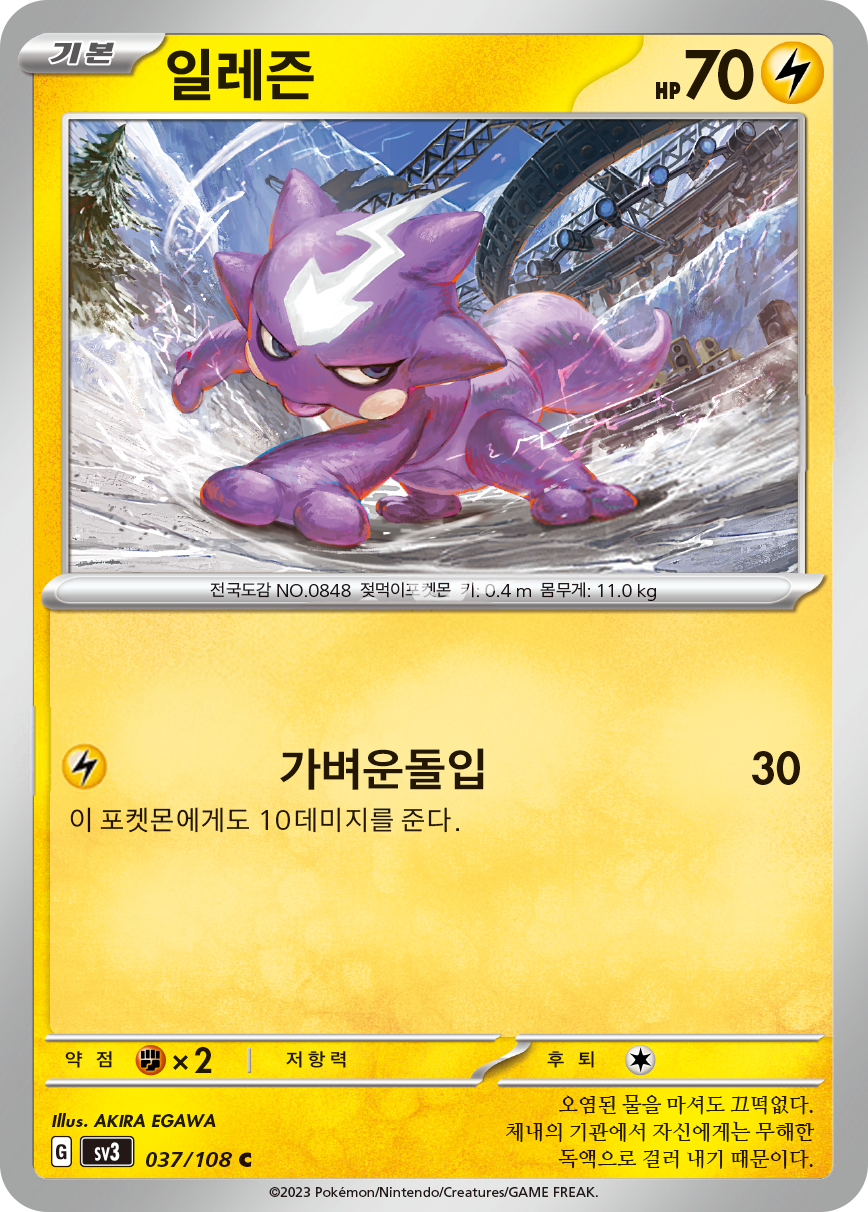 기본 일레즌 HP 70
전국도감 NO.0848 젖먹이포켓몬 키: 0.4 m 몸무게: 11.0 kg
가벼운돌입 30
이 포켓몬에게도 10데미지를 준다.
약점 ×2 저항력 후퇴
오염된 물을 마셔도 끄떡없다.
체내의 기관에서 자신에게는 무해한
독액으로 걸러 내기 때문이다.
Illus. AKIRA EGAWA
G sv3 037/108 C
©2023 Pokémon/Nintendo/Creatures/GAME FREAK.